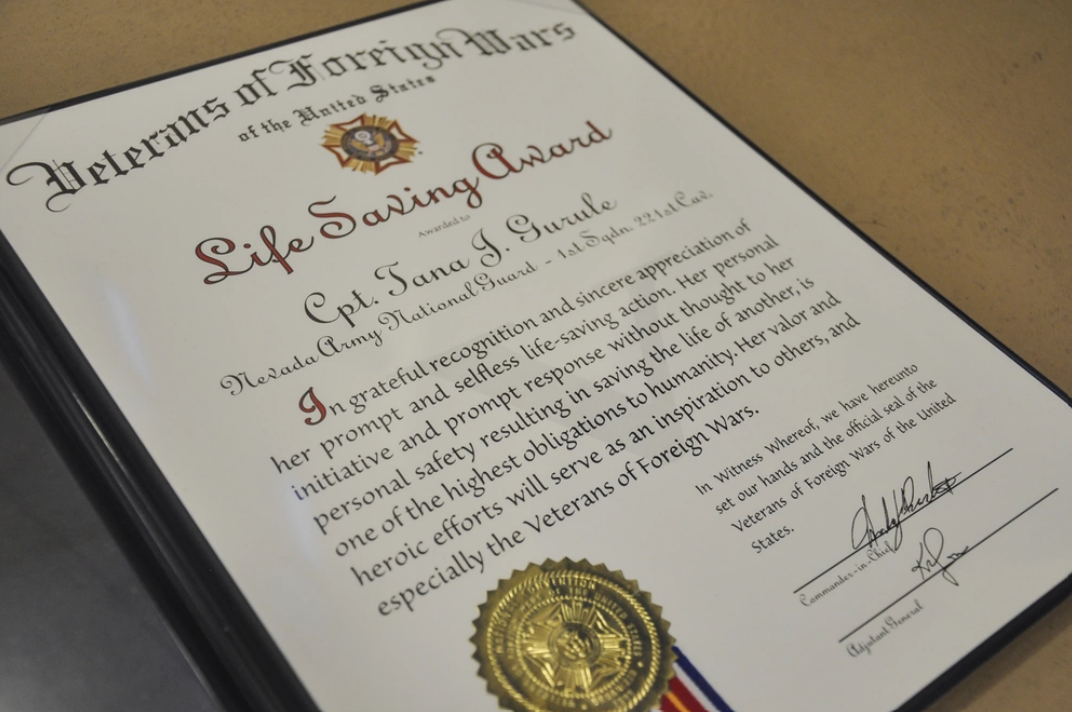 Veterans of Foreign Wars
of the United States
Life Saving Award
Awarded to
Cpt. Tana J. Gurule
Nevada Army National Guard - 1st Sqdn. 221st Cav.
In grateful recognition and sincere appreciation of
her prompt and selfless life-saving action. Her personal
initiative and prompt response without thought to her
personal safety resulting in saving the life of another, is
one of the highest obligations to humanity. Her valor and
heroic efforts will serve as an inspiration to others, and
especially the Veterans of Foreign Wars.
In Witness Whereof, we have hereunto
set our hands and the official seal of the
Veterans of Foreign Wars of the United
States.
Commander-in-Chief
Adjutant General